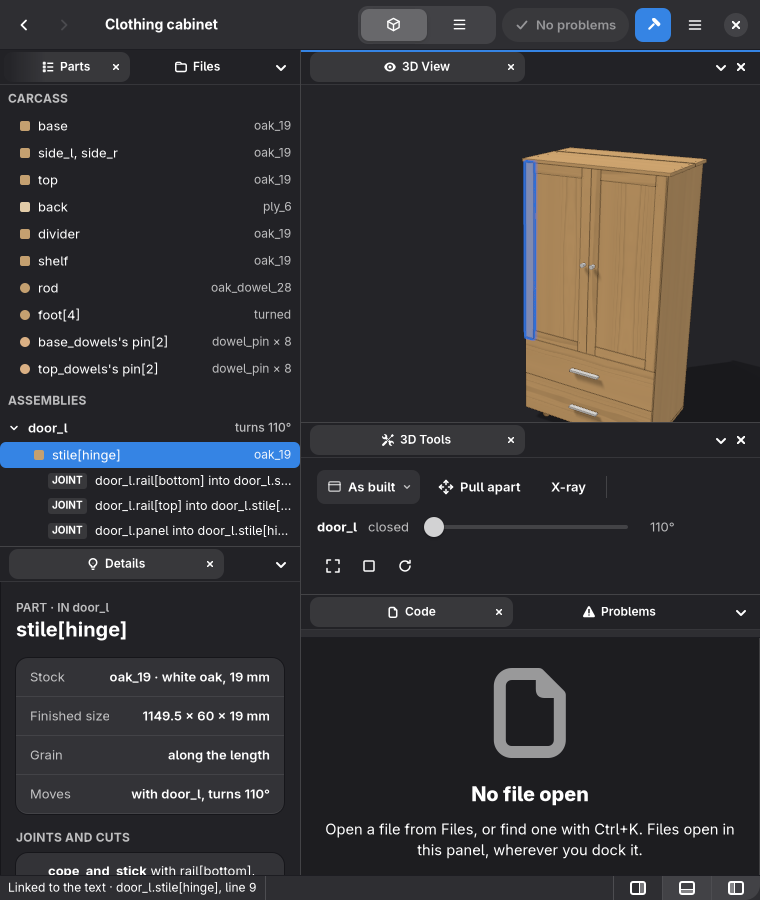 Clothing cabinet
No problems
Parts
Files
CARCASS
base oak_19
side_l, side_r oak_19
top oak_19
back ply_6
divider oak_19
shelf oak_19
rod oak_dowel_28
foot[4] turned
base_dowels's pin[2] dowel_pin × 8
top_dowels's pin[2] dowel_pin × 8
ASSEMBLIES
door_l turns 110°
stile[hinge] oak_19
JOINT door_l.rail[bottom] into door_l.s...
JOINT door_l.rail[top] into door_l.stile[...
JOINT door_l.panel into door_l.stile[hi...
Details
PART · IN door_l
stile[hinge]
Stock oak_19 · white oak, 19 mm
Finished size 1149.5 × 60 × 19 mm
Grain along the length
Moves with door_l, turns 110°
JOINTS AND CUTS
cope_and_stick with rail[bottom],
3D View
3D Tools
As built
Pull apart
X-ray
door_l closed 110°
Code
Problems
No file open
Open a file from Files, or find one with Ctrl+K. Files open in
this panel, wherever you dock it.
Linked to the text · door_l.stile[hinge], line 9